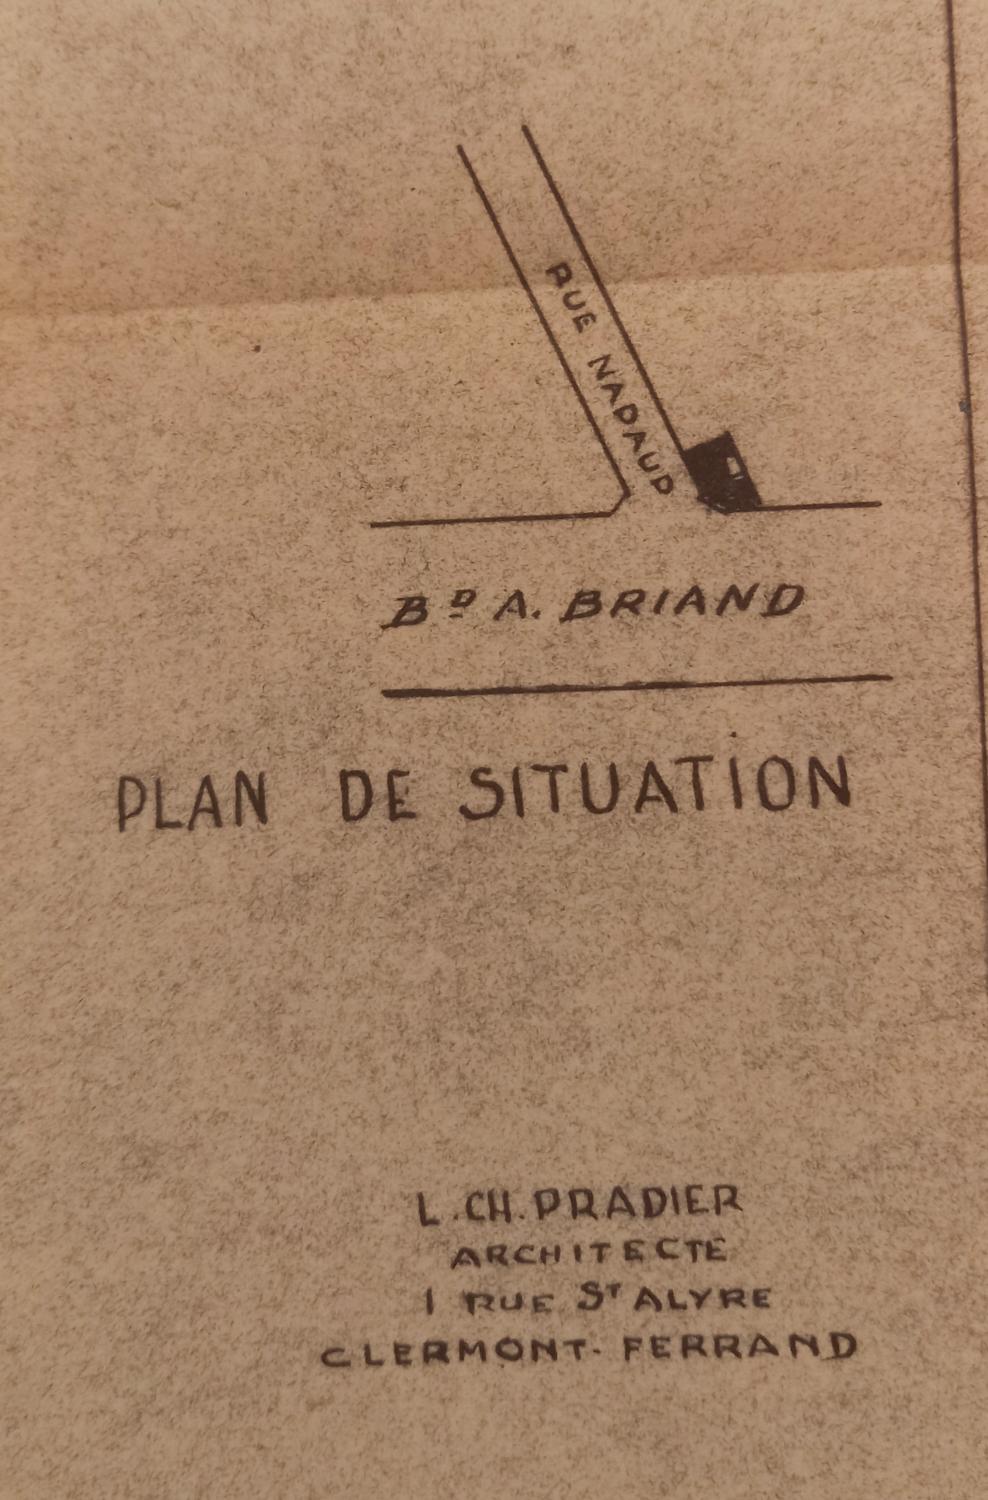 RUE NADAUD
Bᴰ A. BRIAND
PLAN DE SITUATION
L.CH.PRADIER
ARCHITECTE
1 RUE Sᵀ ALYRE
CLERMONT-FERRAND